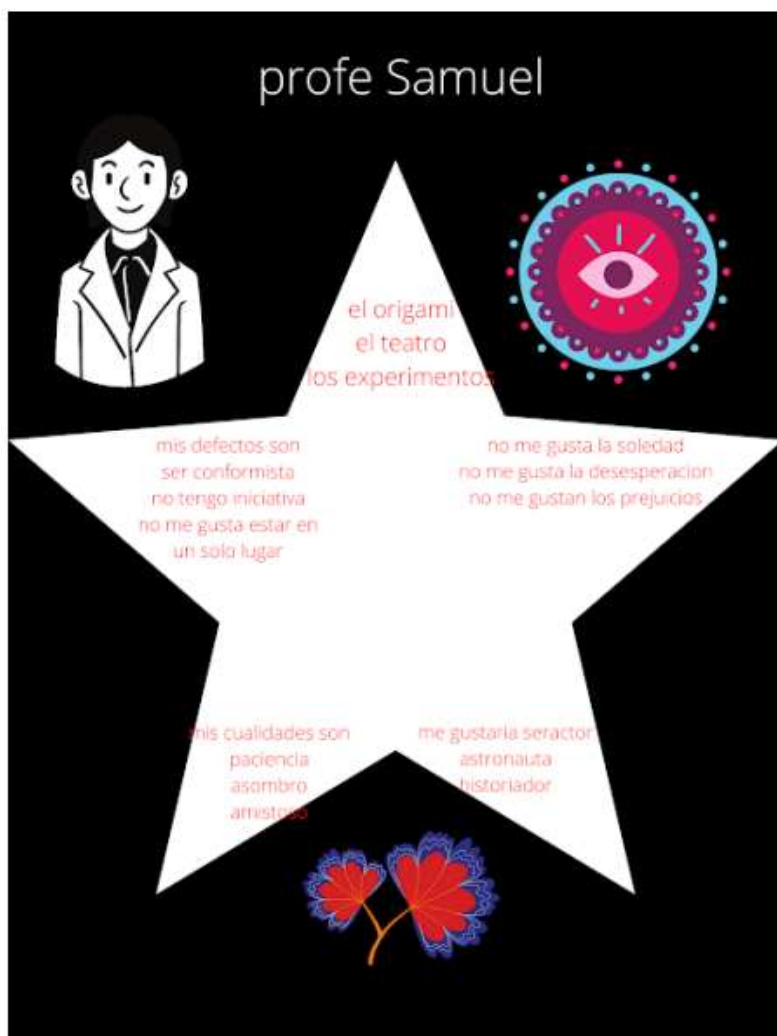 profe Samuel
el origami
el teatro
los experimentos
mis defectos son
ser conformista
no tengo iniciativa
no me gusta estar en
un solo lugar
no me gusta la soledad
no me gusta la desesperacion
no me gustan los prejuicios
mis cualidades son
paciencia
asombro
amistoso
me gustaria seractor
astronauta
historiador